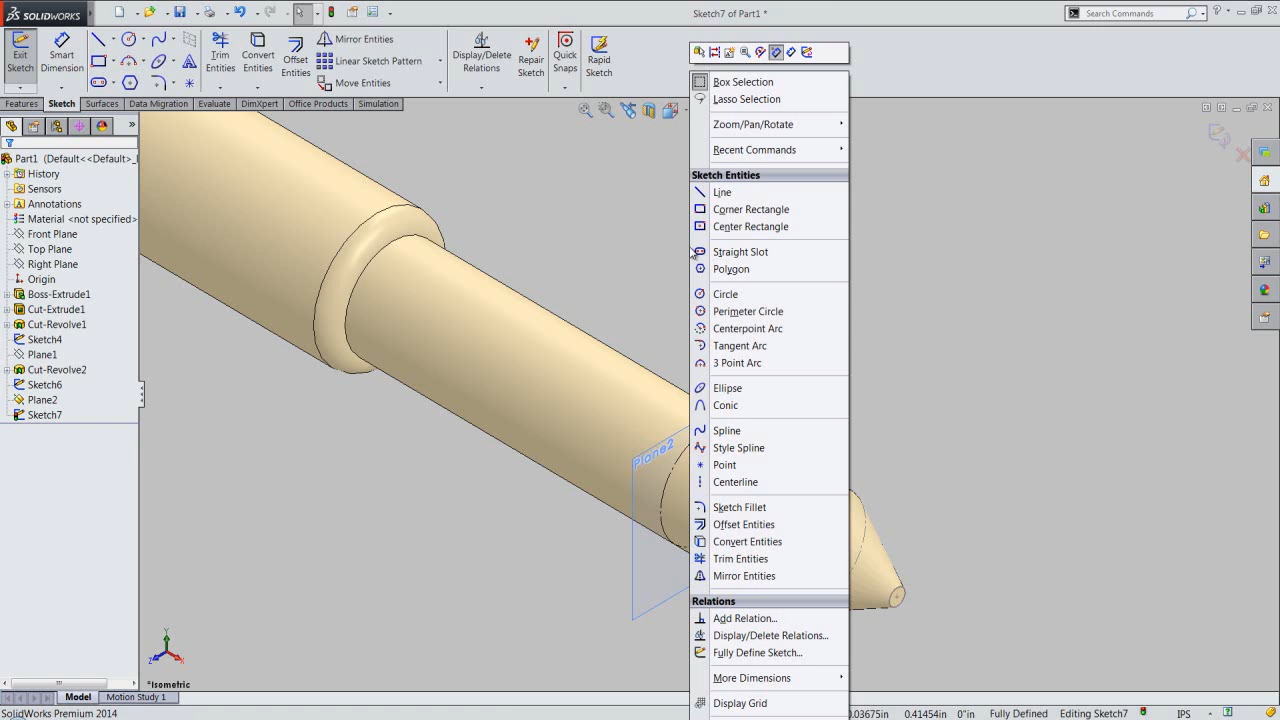 SOLIDWORKS
Sketch7 of Part1 *
Search Commands
Exit Sketch
Smart Dimension
Trim Entities
Convert Entities
Offset Entities
Mirror Entities
Linear Sketch Pattern
Move Entities
Display/Delete Relations
Repair Sketch
Quick Snaps
Rapid Sketch
Features
Sketch
Surfaces
Data Migration
Evaluate
DimXpert
Office Products
Simulation
Part1 (Default<<Default>_
History
Sensors
Annotations
Material <not specified>
Front Plane
Top Plane
Right Plane
Origin
Boss-Extrude1
Cut-Extrude1
Cut-Revolve1
Sketch4
Plane1
Cut-Revolve2
Sketch6
Plane2
Sketch7
Plane2
Box Selection
Lasso Selection
Zoom/Pan/Rotate
Recent Commands
Sketch Entities
Line
Corner Rectangle
Center Rectangle
Straight Slot
Polygon
Circle
Perimeter Circle
Centerpoint Arc
Tangent Arc
3 Point Arc
Ellipse
Conic
Spline
Style Spline
Point
Centerline
Sketch Fillet
Offset Entities
Convert Entities
Trim Entities
Mirror Entities
Relations
Add Relation...
Display/Delete Relations...
Fully Define Sketch...
More Dimensions
Display Grid
Y
Z
X
*Isometric
Model
Motion Study 1
SolidWorks Premium 2014
0.03675in 0.41454in 0"in Fully Defined Editing Sketch7 IPS